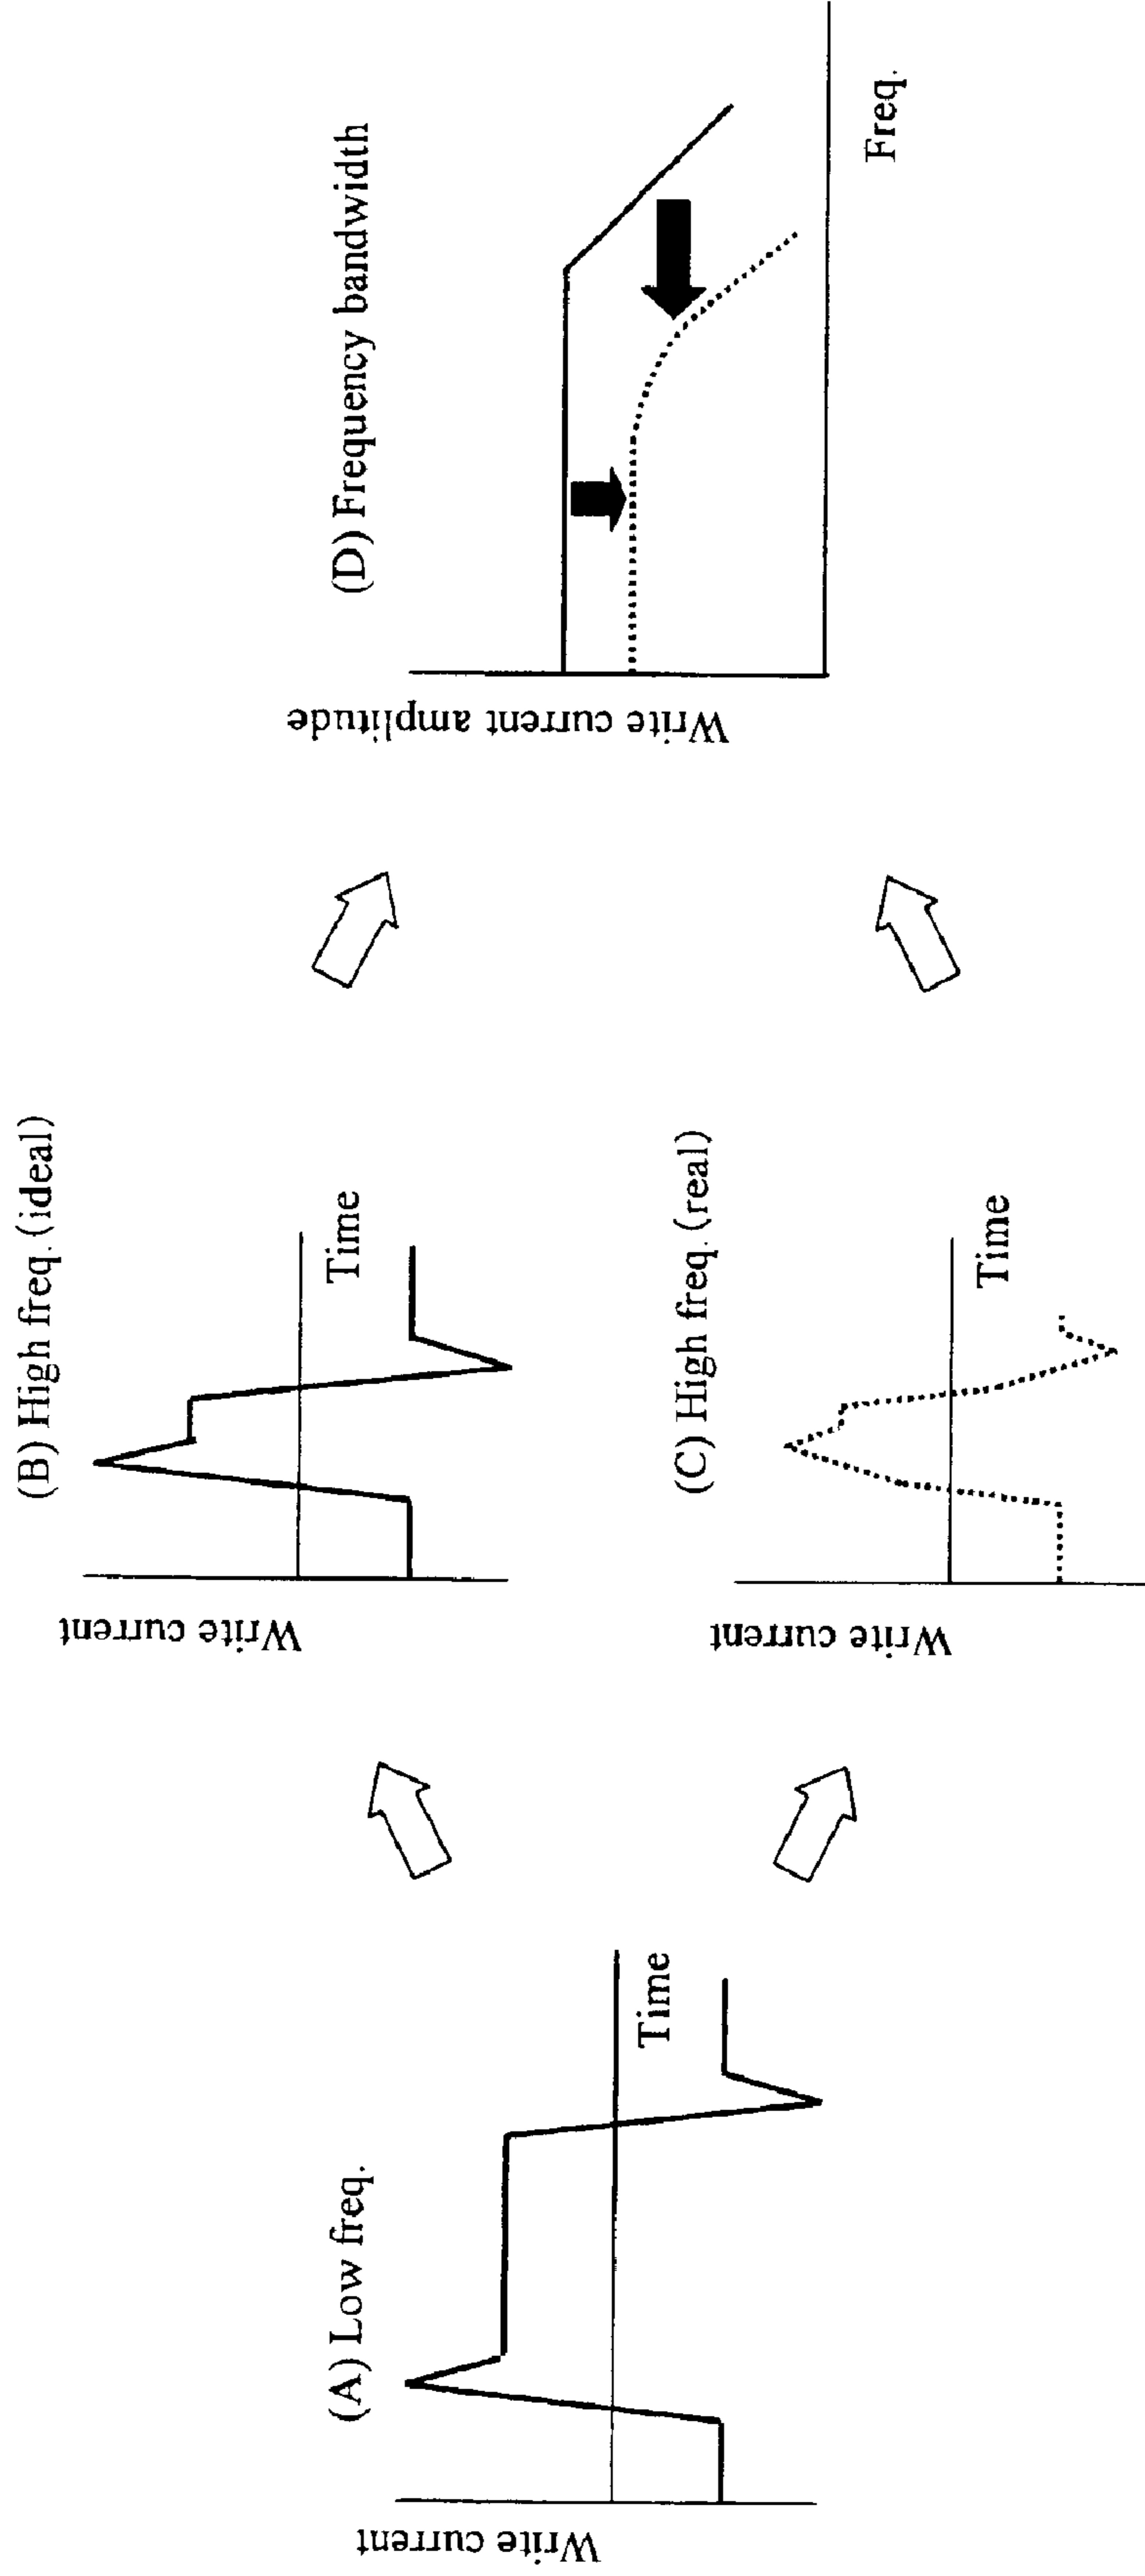 (A) Low freq.
Write current
Time
(B) High freq. (ideal)
Write current
Time
(C) High freq. (real)
Write current
Time
(D) Frequency bandwidth
Write current amplitude
Freq.